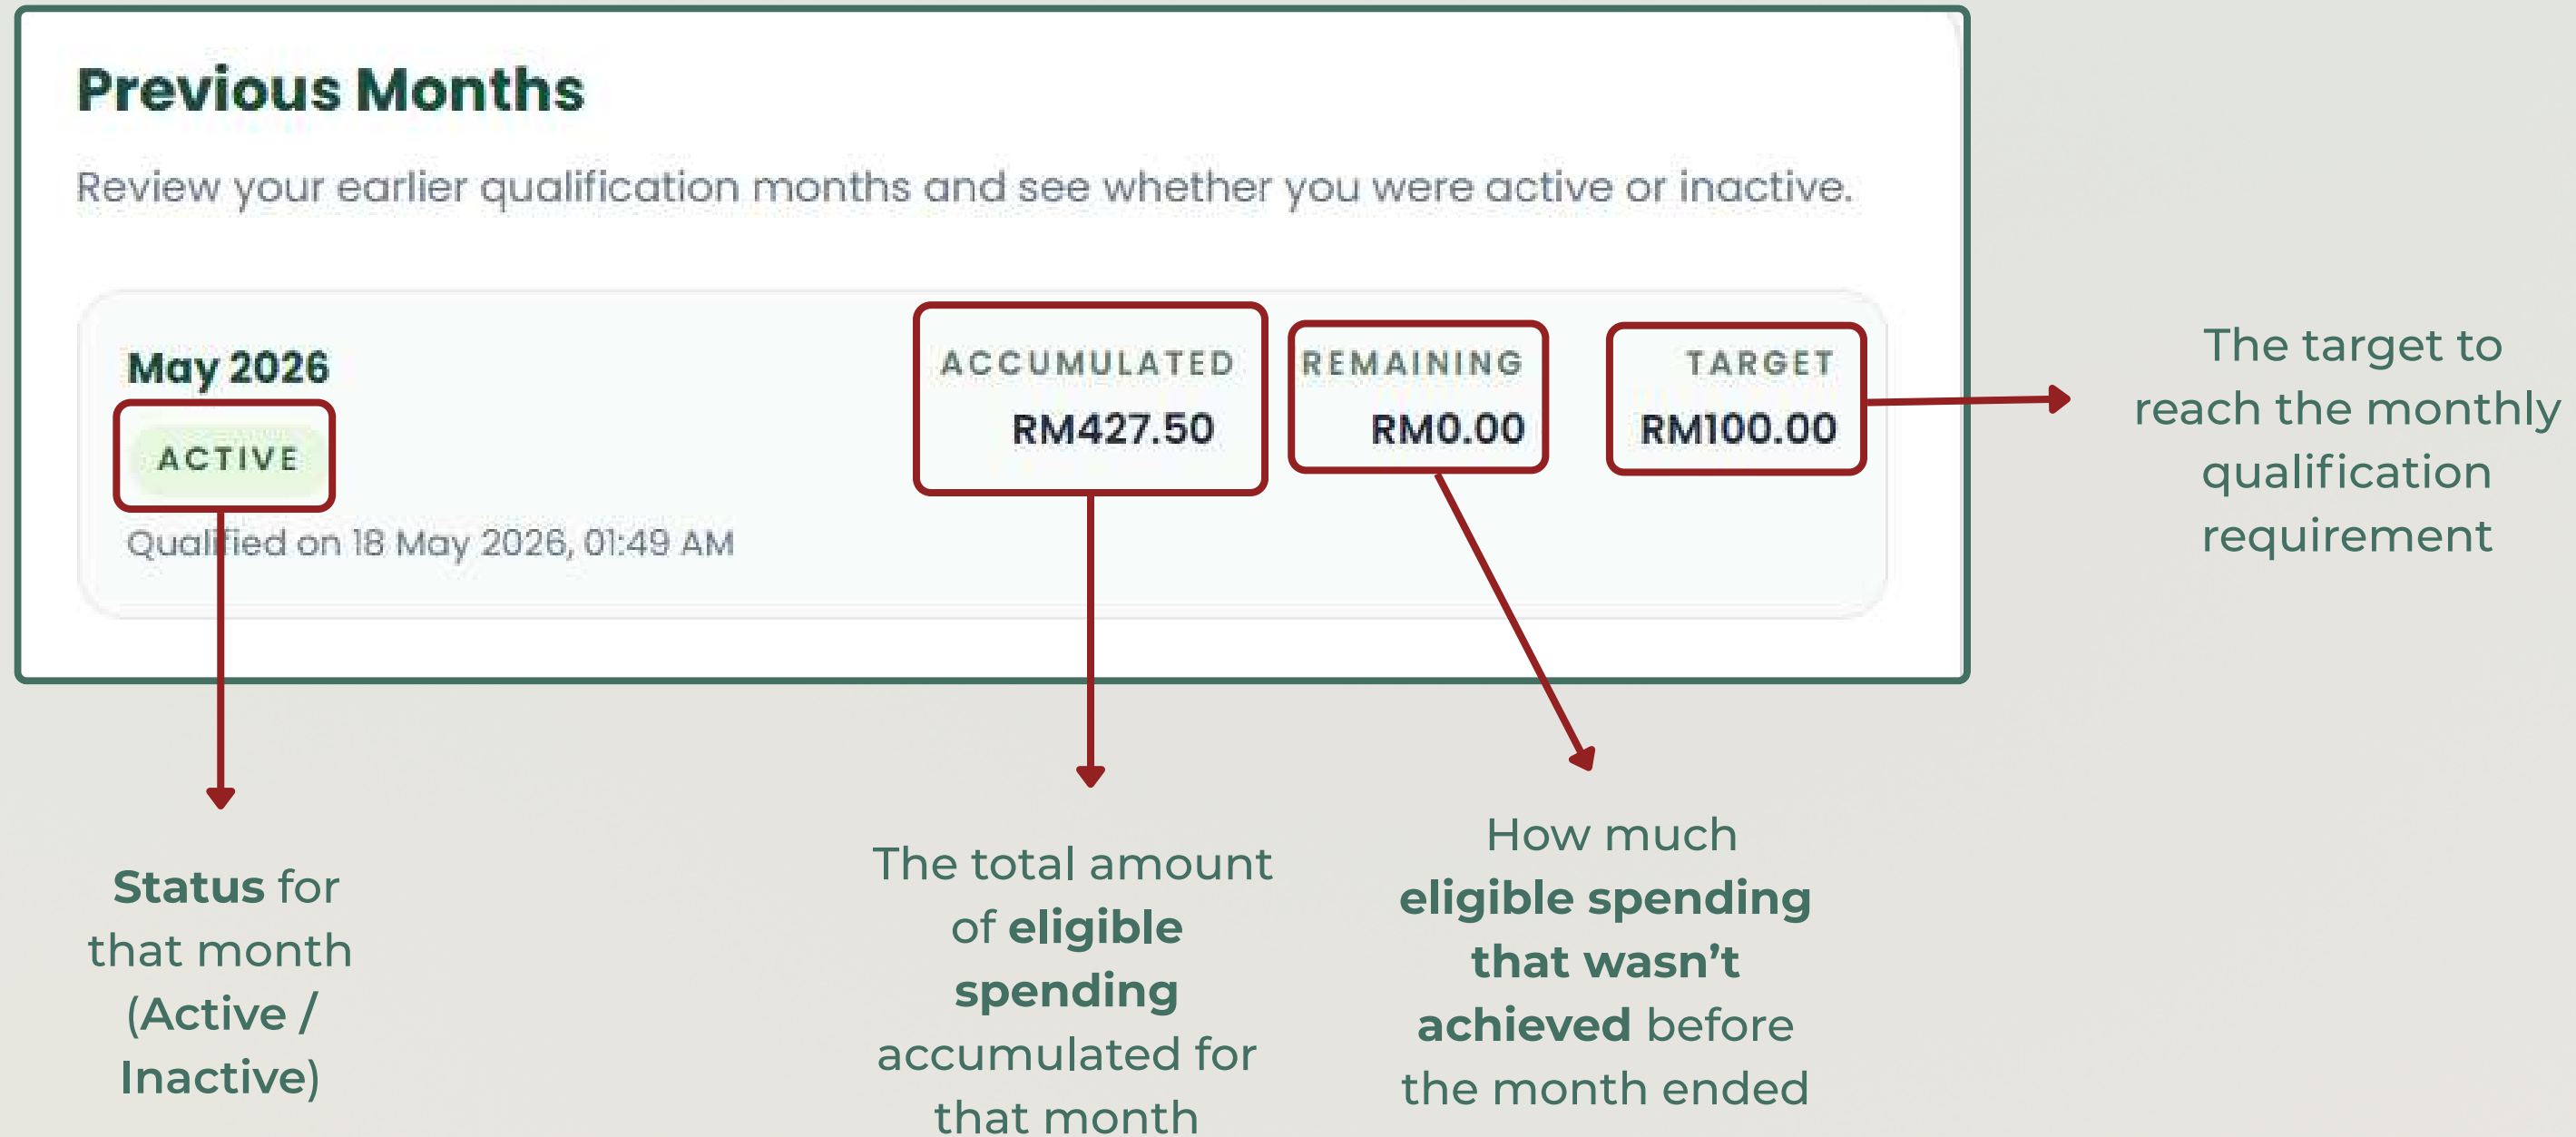 Previous Months
Review your earlier qualification months and see whether you were active or inactive.
May 2026
ACTIVE
Qualified on 18 May 2026, 01:49 AM
ACCUMULATED
RM427.50
REMAINING
RM0.00
TARGET
RM100.00
The target to
reach the monthly
qualification
requirement
Status for
that month
(Active /
Inactive)
The total amount
of eligible
spending
accumulated for
that month
How much
eligible spending
that wasn’t
achieved before
the month ended